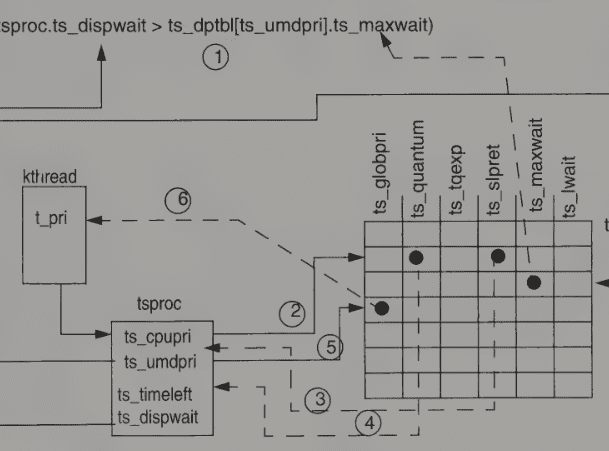 tsproc.ts_dispwait > ts_dptbl[ts_umdpri].ts_maxwait)
1
ts_globpri
ts_quantum
ts_tqexp
ts_slpret
ts_maxwait
ts_lwait
t
kthread
t_pri
6
tsproc
2
ts_cpupri
ts_umdpri
5
ts_timeleft
3
ts_dispwait
4